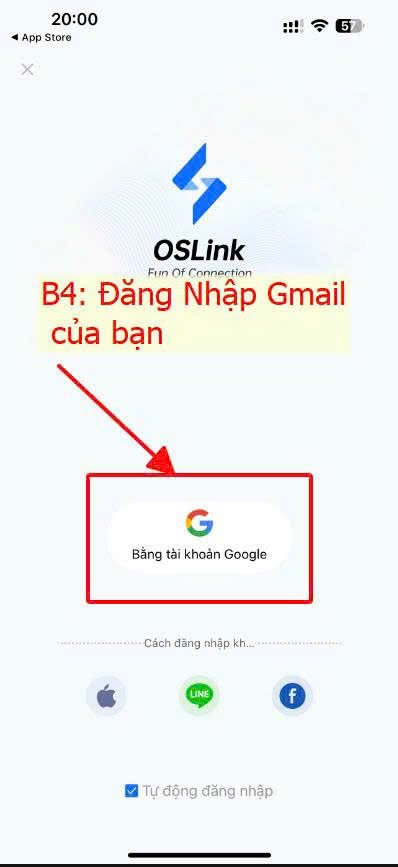 20:00
57
◀ App Store
OSLink
Fun Of Connection
B4: Đăng Nhập Gmail
của bạn
Bằng tài khoản Google
Cách đăng nhập kh...
LINE
Tự động đăng nhập